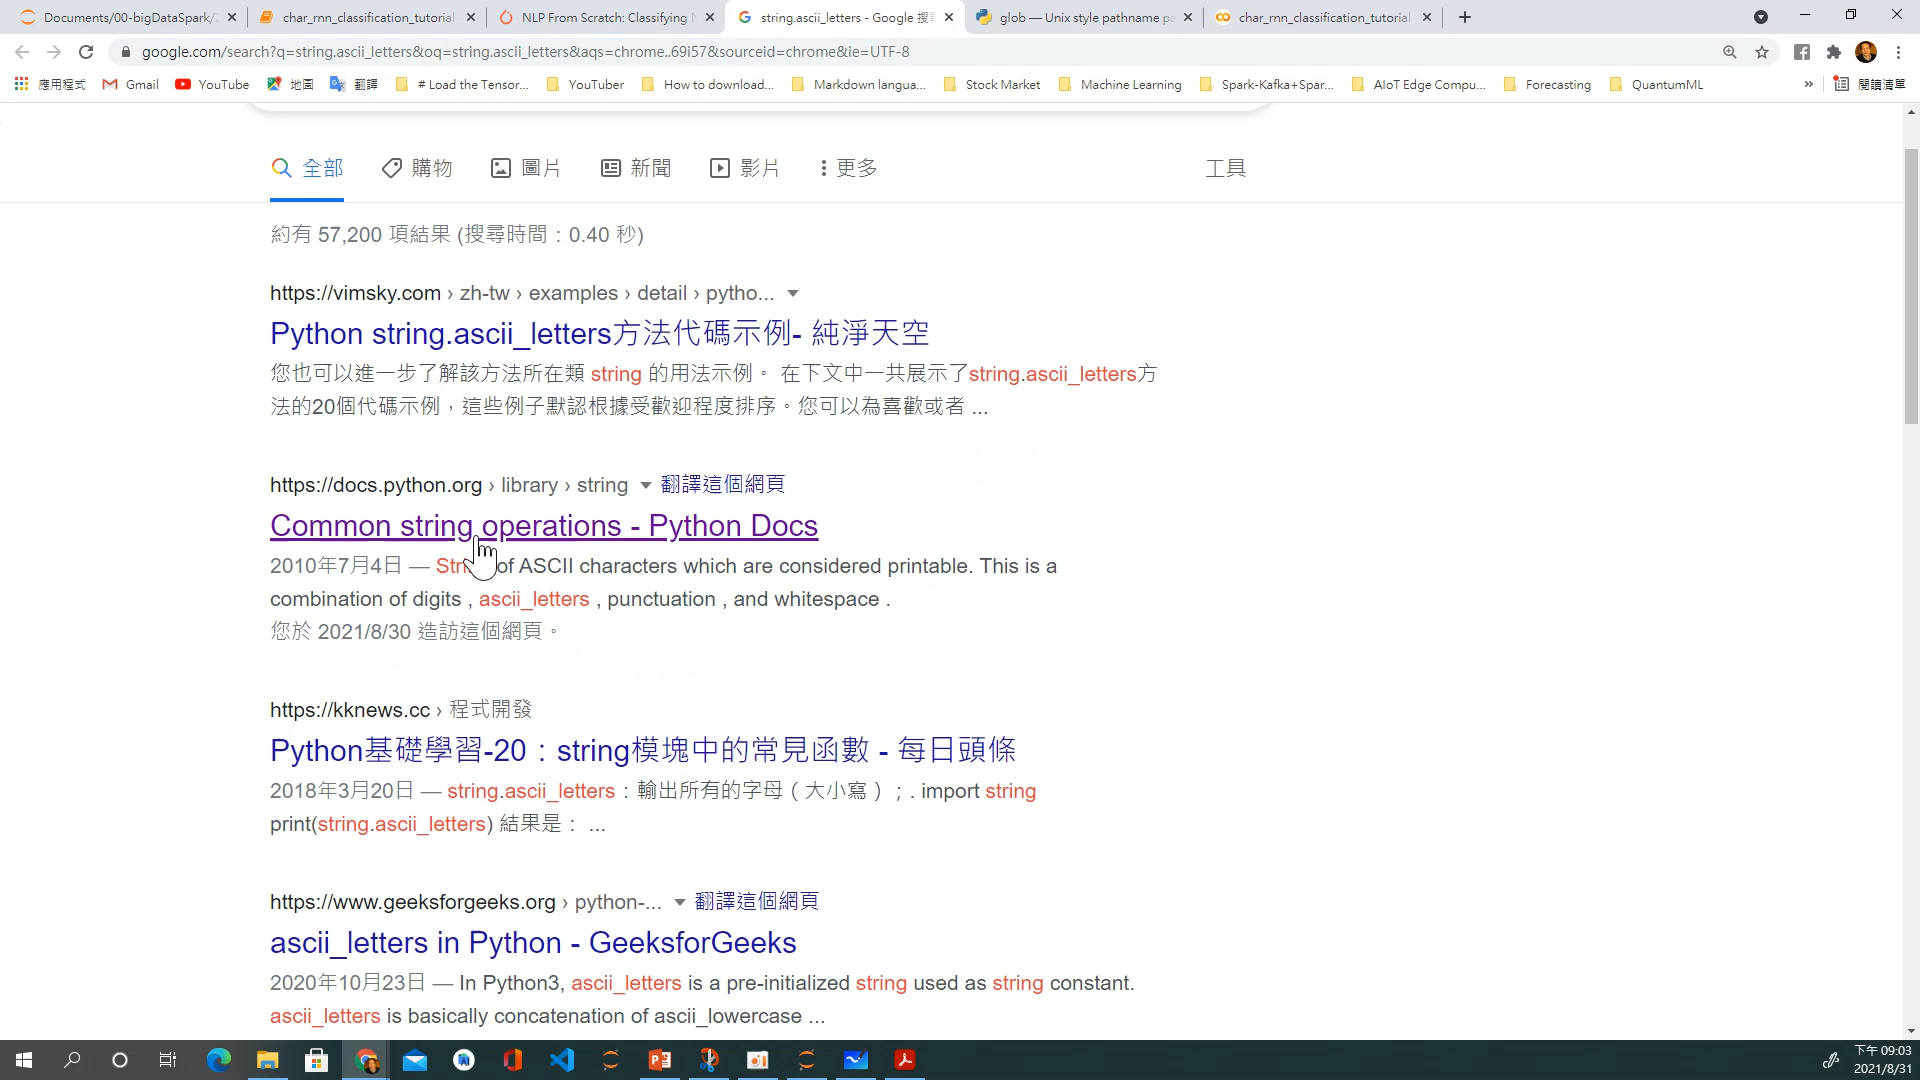 Documents/00-bigDataSpark/
char_rnn_classification_tutorial
NLP From Scratch: Classifying
string.ascii_letters - Google 搜
glob — Unix style pathname
char_rnn_classification_tutorial
google.com/search?q=string.ascii_letters&oq=string.ascii_letters&aqs=chrome..69i57&sourceid=chrome&ie=UTF-8
應用程式
Gmail
YouTube
地圖
翻譯
# Load the Tensor...
YouTuber
How to download...
Markdown langua...
Stock Market
Machine Learning
Spark-Kafka+Spar...
AIoT Edge Compu...
Forecasting
QuantumML
»
閱讀清單
全部
購物
圖片
新聞
影片
更多
工具
約有 57,200 項結果 (搜尋時間：0.40 秒)
https://vimsky.com › zh-tw › examples › detail › pytho...
Python string.ascii_letters方法代碼示例- 純淨天空
您也可以進一步了解該方法所在類 string 的用法示例。 在下文中一共展示了string.ascii_letters方
法的20個代碼示例，這些例子默認根據受歡迎程度排序。您可以為喜歡或者 ...
https://docs.python.org › library › string 翻譯這個網頁
Common string operations - Python Docs
2010年7月4日 — of ASCII characters which are considered printable. This is a
combination of digits , ascii_letters , punctuation , and whitespace .
您於 2021/8/30 造訪這個網頁。
https://kknews.cc › 程式開發
Python基礎學習-20：string模塊中的常見函數 - 每日頭條
2018年3月20日 — string.ascii_letters：輸出所有的字母（大小寫）；. import string
print(string.ascii_letters) 結果是： ...
https://www.geeksforgeeks.org › python-... 翻譯這個網頁
ascii_letters in Python - GeeksforGeeks
2020年10月23日 — In Python3, ascii_letters is a pre-initialized string used as string constant.
ascii_letters is basically concatenation of ascii_lowercase ...
下午 09:03
2021/8/31